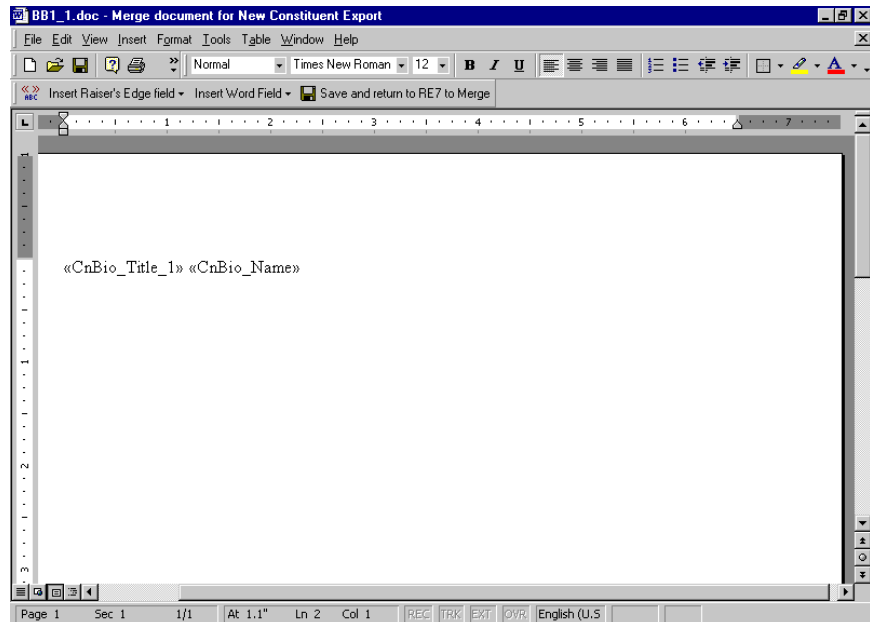 BB1_1.doc - Merge document for New Constituent Export
File Edit View Insert Format Tools Table Window Help
Normal Times New Roman 12 B I U A
ABC Insert Raiser's Edge field Insert Word Field Save and return to RE7 to Merge
L 1 2 3 4 5 6 7
1
«CnBio_Title_1» «CnBio_Name»
1
2
3
Page 1 Sec 1 1/1 At 1.1" Ln 2 Col 1 REC TRK EXT OVR English (U.S